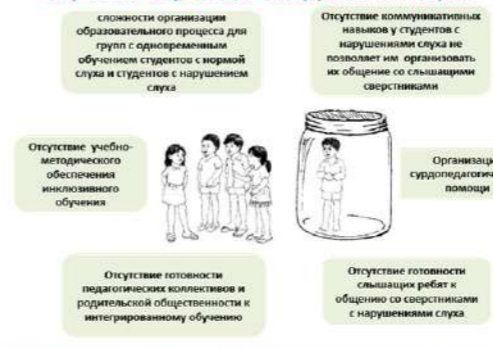 сложности организации
образовательного процесса для
групп с одновременным
обучением студентов с нормой
слуха и студентов с нарушением
слуха
Отсутствие коммуникативных
навыков у студентов с
нарушениями слуха не
позволяет им организовать
их общение со слышащими
сверстниками
Отсутствие учебно-
методического
обеспечения
инклюзивного
обучения
помощи
Отсутствие готовности
педагогических коллективов и
родительской общественности к
интегрированному обучению
Отсутствие готовности
слышащих ребят к
общению со сверстниками
с нарушениями слуха